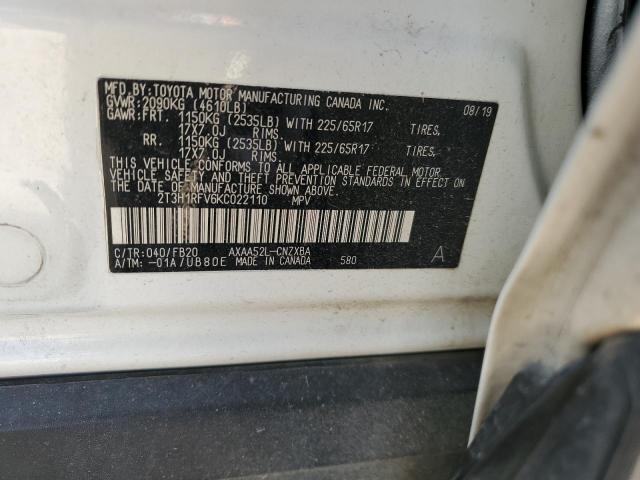 MFD.BY:TOYOTA MOTOR MANUFACTURING CANADA INC. 08/19
GVWR:2090KG (4610LB)
GAWR:FRT. 1150KG (2535LB) WITH 225/65R17 TIRES,
17X7.0J RIMS.
RR. 1150KG (2535LB) WITH 225/65R17 TIRES,
17X7.0J RIMS.
THIS VEHICLE CONFORMS TO ALL APPLICABLE FEDERAL MOTOR
VEHICLE SAFETY AND THEFT PREVENTION STANDARDS IN EFFECT
ON THE DATE OF MANUFACTURE SHOWN ABOVE.
2T3H1RFV6KC022110 MPV
C/TR:040/FB20 AXAA52L-CNZXBA
A/TM: -01A/UB80E MADE IN CANADA 580 A